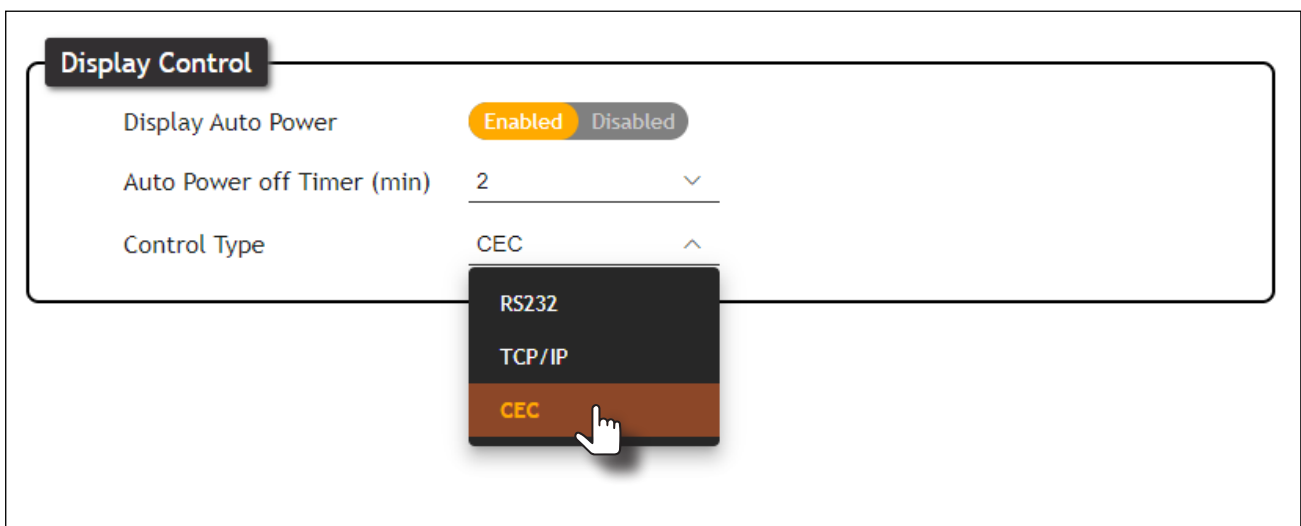 Display Control
Display Auto Power Enabled Disabled
Auto Power off Timer (min) 2
Control Type CEC
RS232
TCP/IP
CEC